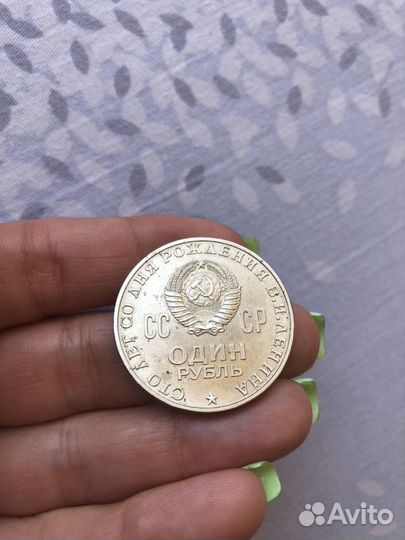 СТО ЛЕТ СО ДНЯ РОЖДЕНИЯ В.И.ЛЕНИНА
СС СР
ОДИН
РУБЛЬ
Avito